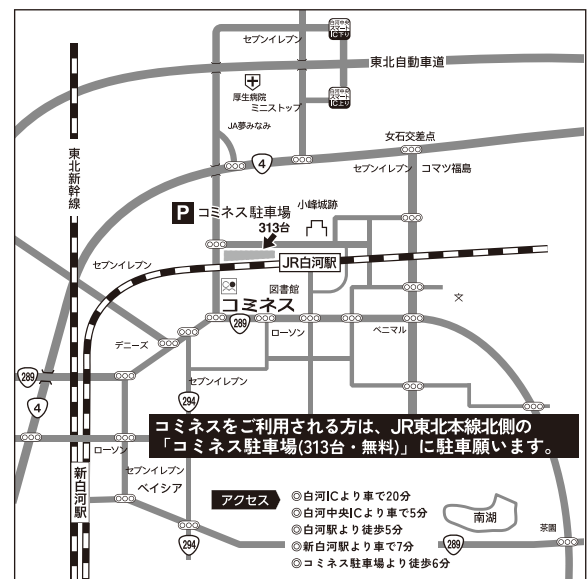 セブンイレブン
白河中央
スマート
IC下り
東北自動車道
厚生病院
ミニストップ
白河中央
スマート
IC上り
JA夢みなみ
女石交差点
4
セブンイレブン
コマツ福島
東北新幹線
P コミネス駐車場
313台
小峰城跡
セブンイレブン
JR白河駅
図書館
コミネス
文
289
ローソン
ベニマル
デニーズ
289
セブンイレブン
4
294
コミネスをご利用される方は、JR東北本線北側の
「コミネス駐車場(313台・無料)」に駐車願います。
ローソン
新白河駅
セブンイレブン
ベイシア
アクセス
◎白河ICより車で20分
◎白河中央ICより車で5分
◎白河駅より徒歩5分
◎新白河駅より車で7分
◎コミネス駐車場より徒歩6分
南湖
茶園
294
289